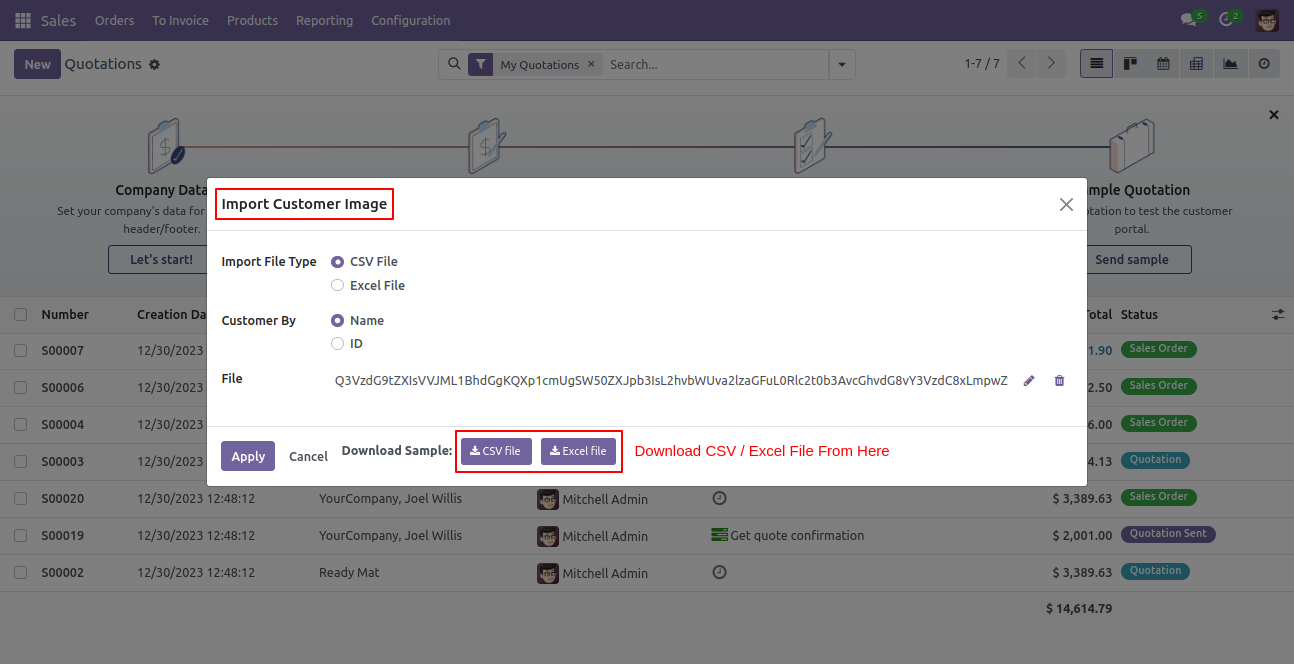 Sales Orders To Invoice Products Reporting Configuration 5 2
New Quotations My Quotations × Search... 1-7 / 7
Company Data
Set your company's data for
header/footer.
Let's start!
Quotation
otation to test the customer
portal.
Send sample
Import Customer Image
Import File Type CSV File
Excel File
Customer By Name
ID
File Q3VzdG9tZXIsVVJML1BhdGgKQXp1cmUgSW50ZXJpb3IsL2hvbWUva2lzaGFuL0Rlc2t0b3AvcGhvdG8vY3VzdC8xLmpwZ
Apply Cancel Download Sample: CSV file Excel file Download CSV / Excel File From Here
Number Creation Da Total Status
S00007 12/30/2023 1.90 Sales Order
S00006 12/30/2023 2.50 Sales Order
S00004 12/30/2023 6.00 Sales Order
S00003 12/30/2023 4.13 Quotation
S00020 12/30/2023 12:48:12 YourCompany, Joel Willis Mitchell Admin $ 3,389.63 Sales Order
S00019 12/30/2023 12:48:12 YourCompany, Joel Willis Mitchell Admin Get quote confirmation $ 2,001.00 Quotation Sent
S00002 12/30/2023 12:48:12 Ready Mat Mitchell Admin $ 3,389.63 Quotation
$ 14,614.79